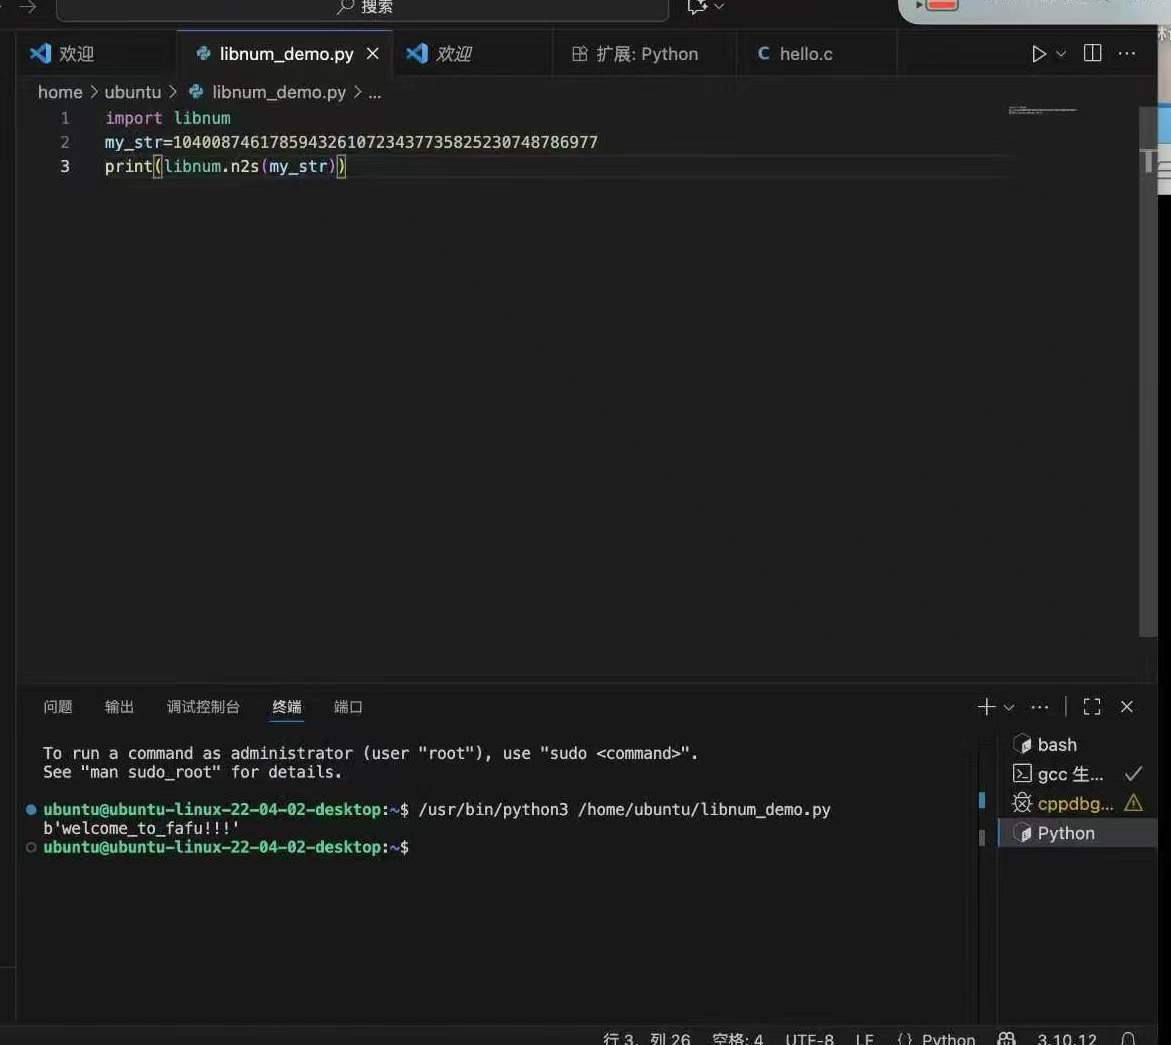 搜索
欢迎
libnum_demo.py
欢迎
扩展: Python
C hello.c
home > ubuntu > libnum_demo.py > ...
1 import libnum
2 my_str=10400874617859432610723437735825230748786977
3 print(libnum.n2s(my_str))
问题 输出 调试控制台 终端 端口
To run a command as administrator (user "root"), use "sudo <command>".
See "man sudo_root" for details.
ubuntu@ubuntu-linux-22-04-02-desktop:~$ /usr/bin/python3 /home/ubuntu/libnum_demo.py
b'welcome_to_fafu!!!'
ubuntu@ubuntu-linux-22-04-02-desktop:~$
bash
gcc 生...
cppdbg...
Python
行 3, 列 26 空格: 4 UTF-8 LF {} Python 3.10.12